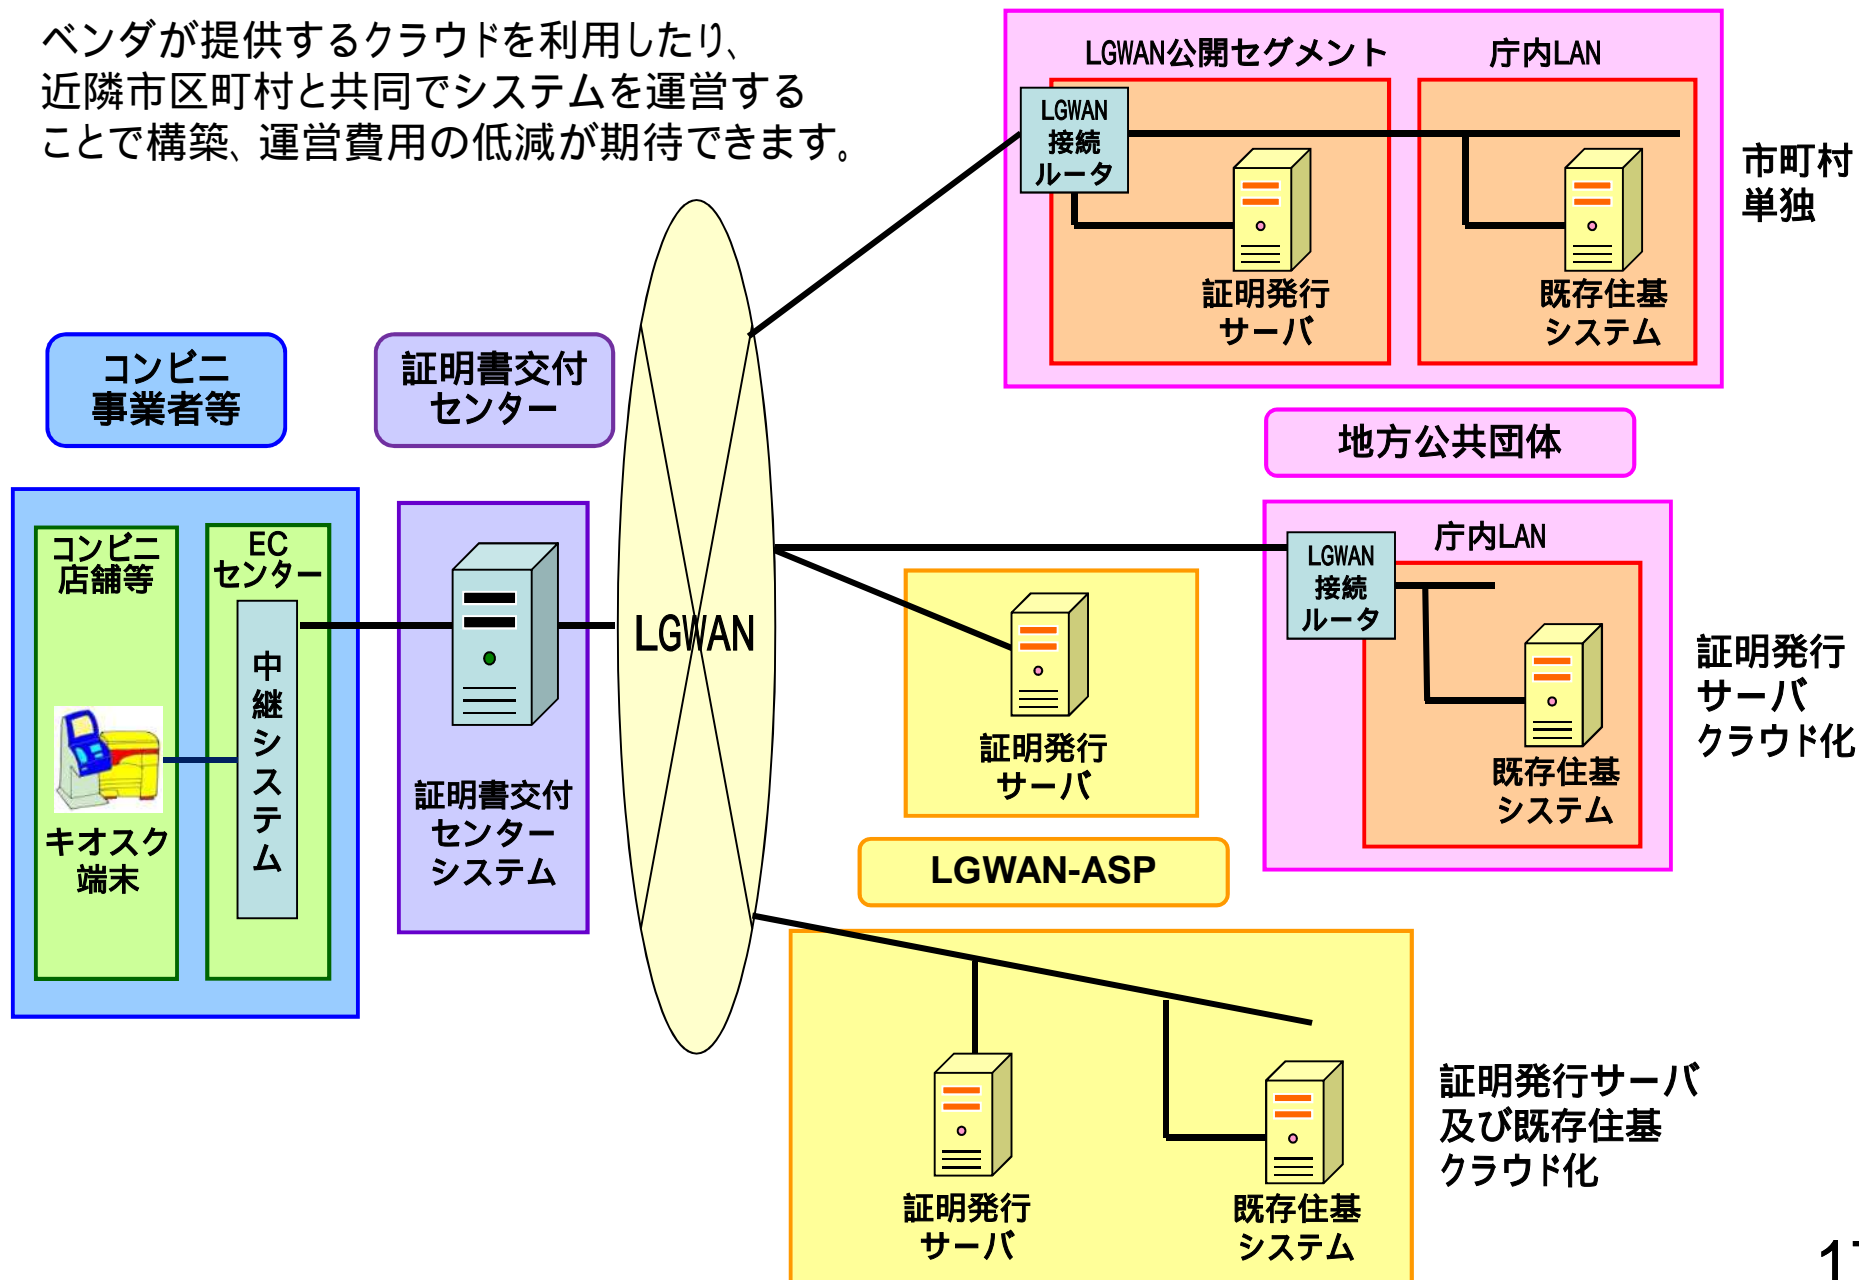 ベンダが提供するクラウドを利用したり、
近隣市区町村と共同でシステムを運営する
ことで構築、運営費用の低減が期待できます。
LGWAN公開セグメント
庁内LAN
LGWAN
接続
ルータ
証明発行
サーバ
既存住基
システム
市町村
単独
コンビニ
事業者等
証明書交付
センター
地方公共団体
コンビニ
店舗等
EC
センター
中継システム
キオスク
端末
証明書交付
センター
システム
LGWAN
庁内LAN
LGWAN
接続
ルータ
証明発行
サーバ
既存住基
システム
証明発行
サーバ
クラウド化
LGWAN-ASP
証明発行
サーバ
既存住基
システム
証明発行サーバ
及び既存住基
クラウド化